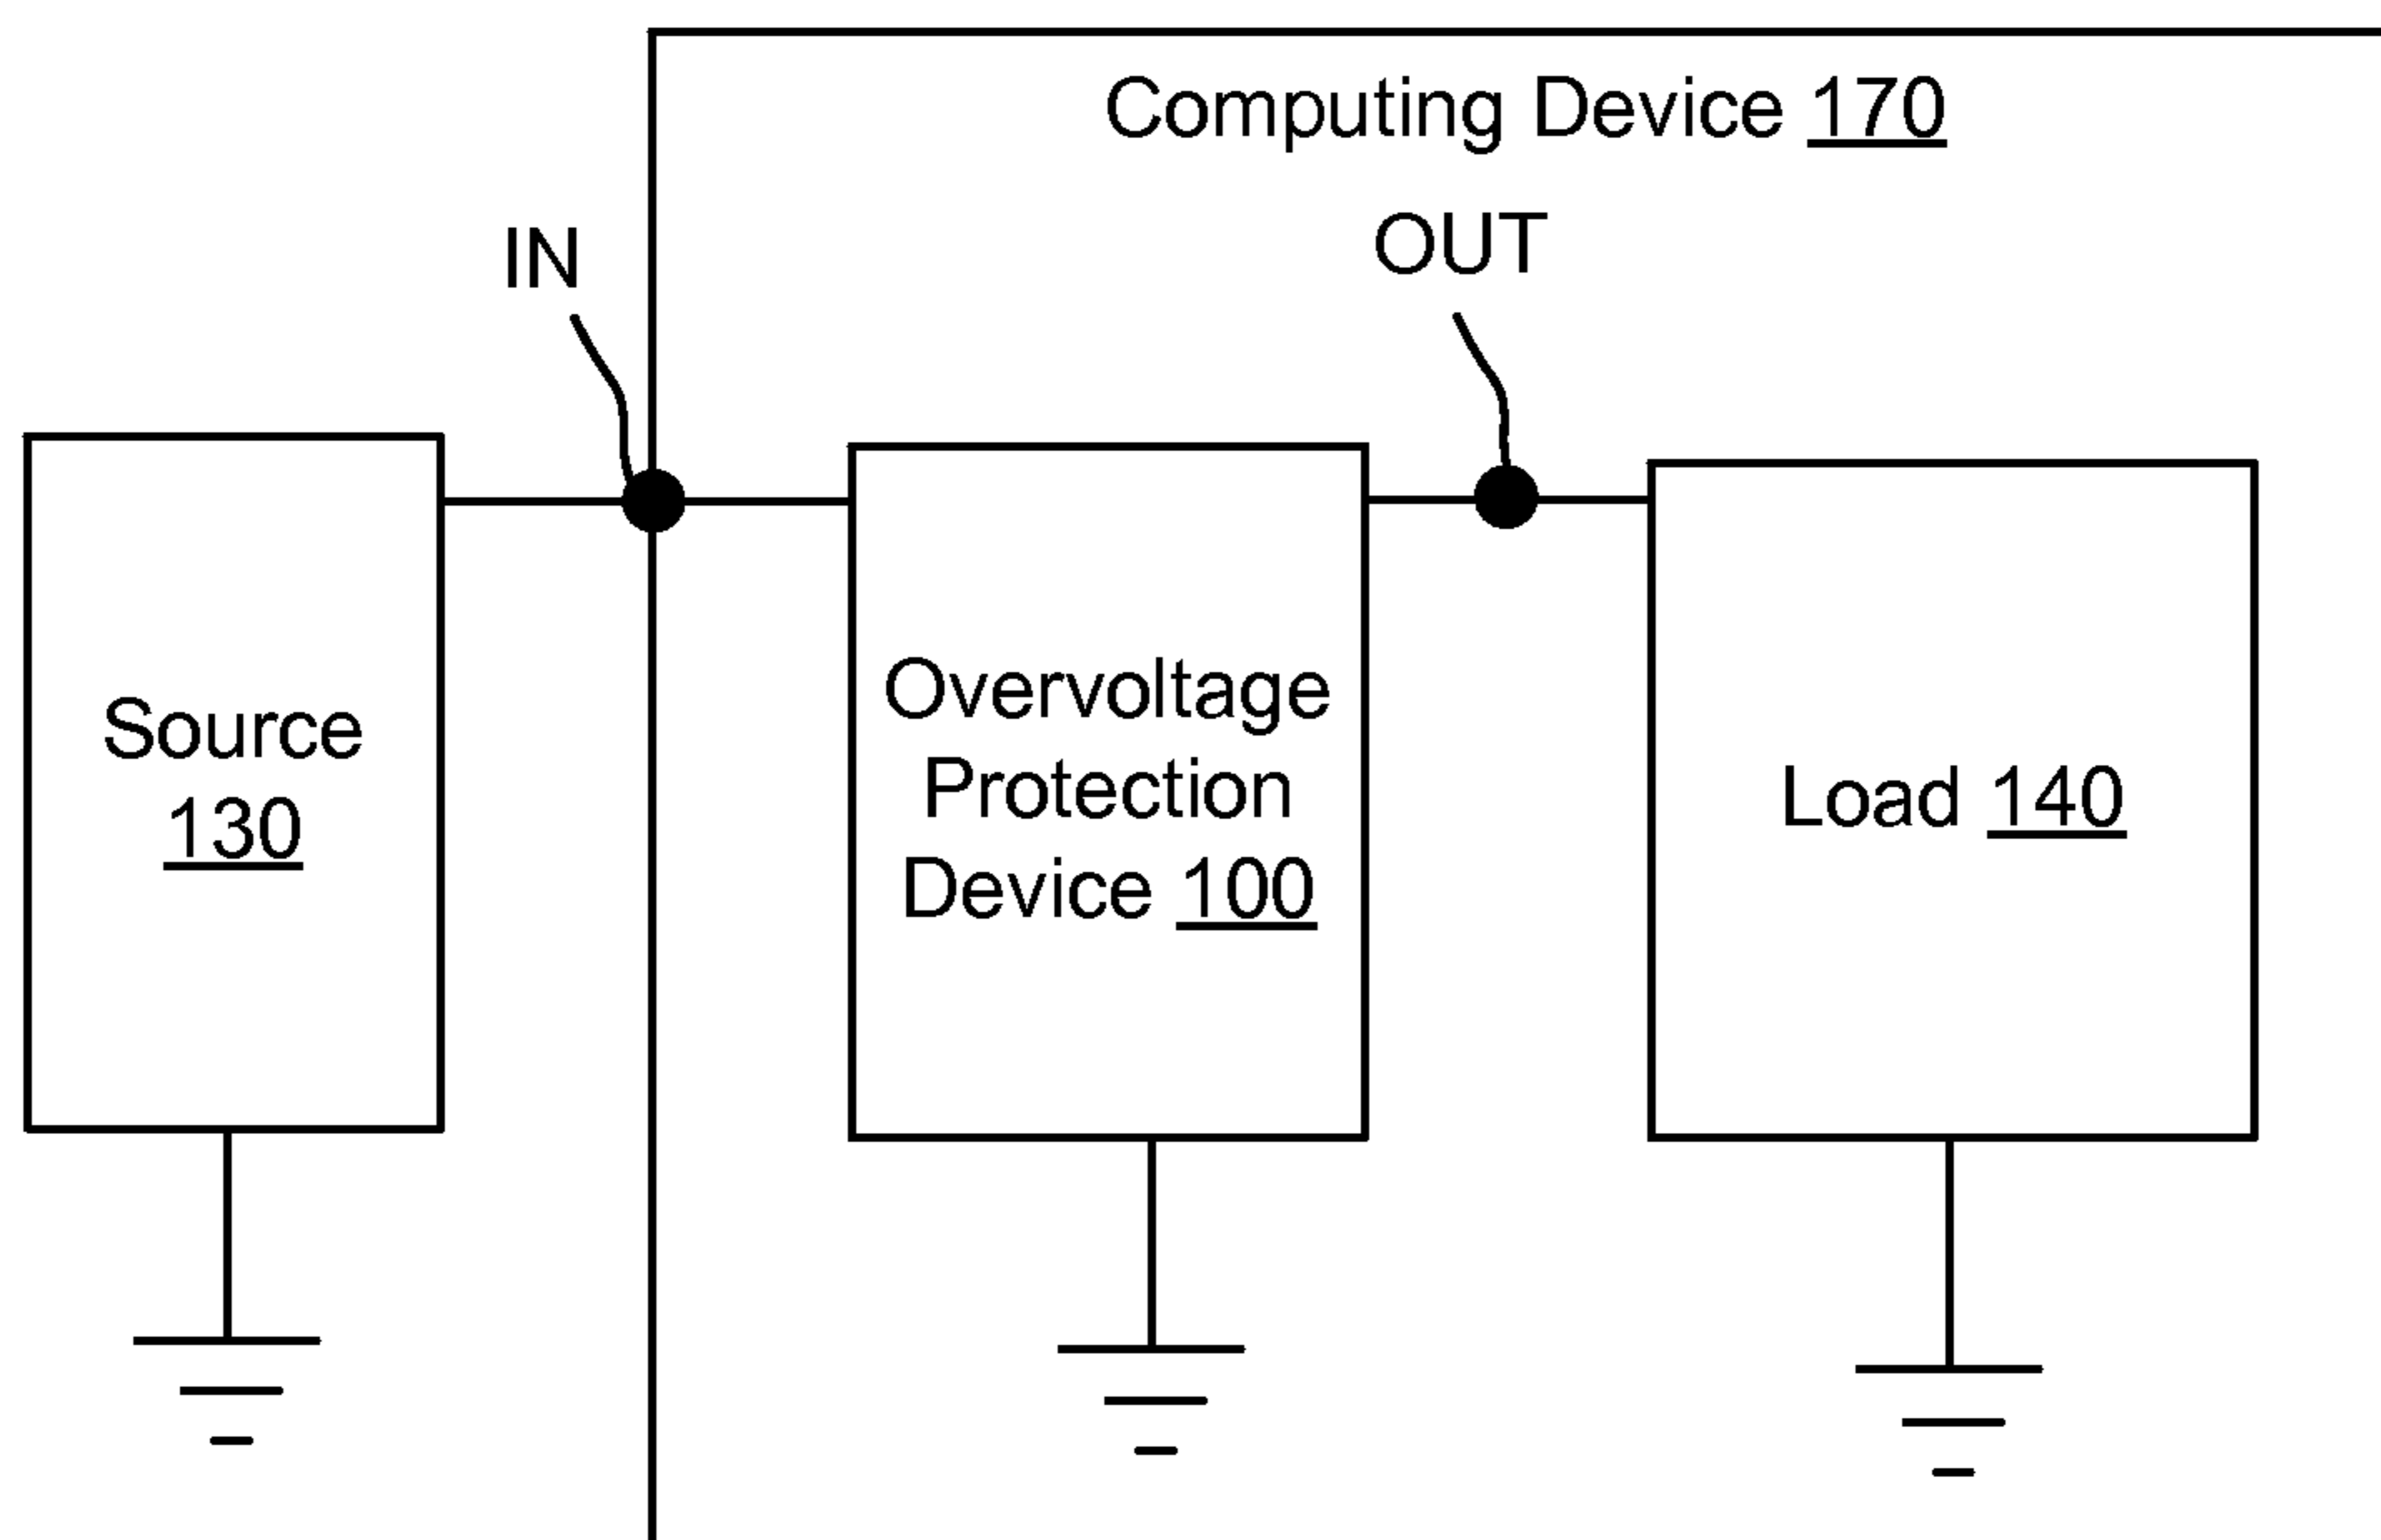 Computing Device 170
IN
OUT
Source
130
Overvoltage
Protection
Device 100
Load 140